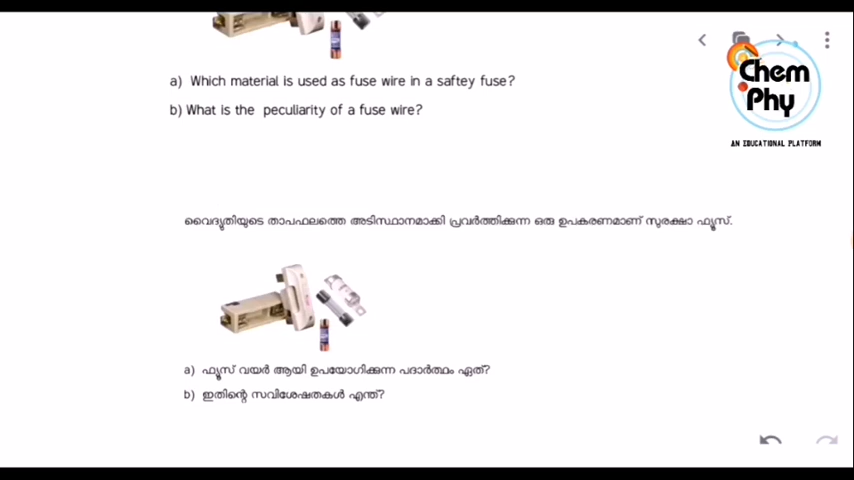 a) Which material is used as fuse wire in a saftey fuse?
b) What is the peculiarity of a fuse wire?
Chem
Phy
AN EDUCATIONAL PLATFORM
വൈദ്യുതിയുടെ താപഫലത്തെ അടിസ്ഥാനമാക്കി പ്രവർത്തിക്കുന്ന ഒരു ഉപകരണമാണ് സുരക്ഷാ ഫ്യൂസ്.
a) ഫ്യൂസ് വയർ ആയി ഉപയോഗിക്കുന്ന പദാർത്ഥം ഏത്?
b) ഇതിന്റെ സവിശേഷതകൾ എന്ത്?